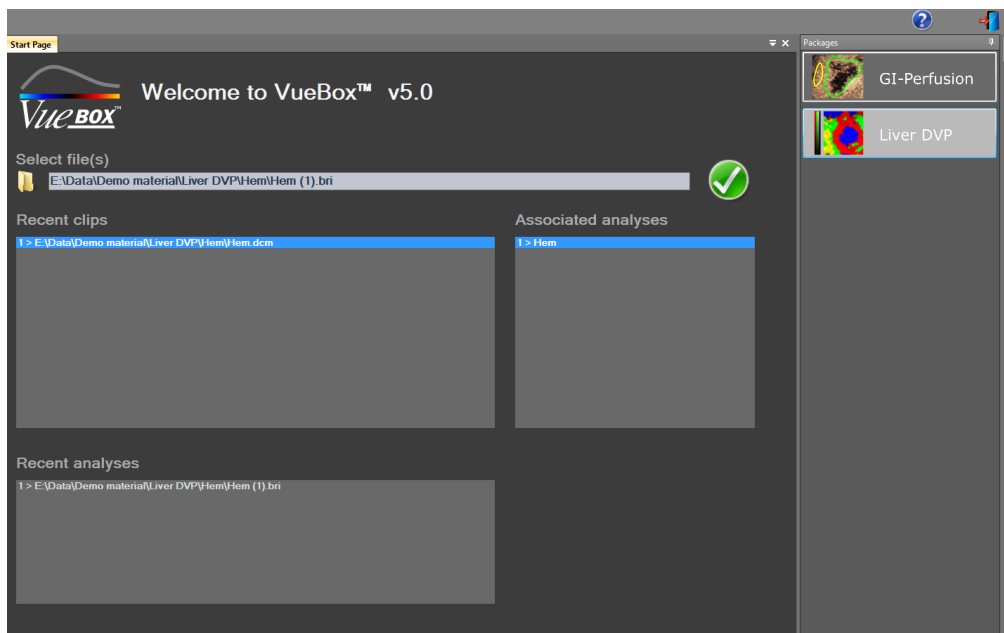 Start Page
VUEBOX™
Welcome to VueBox™ v5.0
Select file(s)
E:\Data\Demo material\Liver DVP\Hem\Hem (1).bri
Recent clips
1 > E:\Data\Demo material\Liver DVP\Hem\Hem.dcm
Associated analyses
1 > Hem
Recent analyses
1 > E:\Data\Demo material\Liver DVP\Hem\Hem (1).bri
?
Packages
GI-Perfusion
Liver DVP